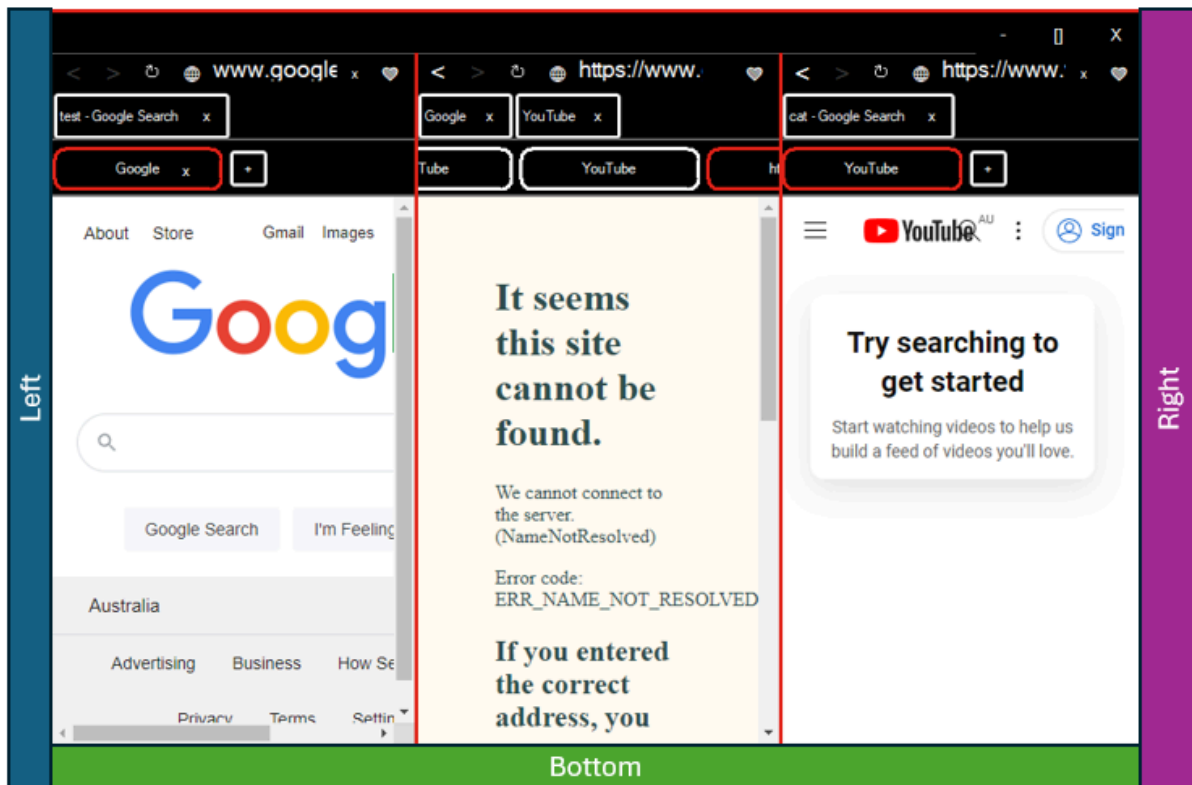 - [] X
< > ↻ www.google x ♥
< > ↻ https://www. ♥
< > ↻ https://www. x ♥
test - Google Search x
Google x YouTube x
cat - Google Search x
Google x +
Tube YouTube ht
YouTube +
About Store Gmail Images
Goog
Google Search I'm Feeling
Australia
Advertising Business How Se
Privacy Terms Settin
It seems
this site
cannot be
found.
We cannot connect to
the server.
(NameNotResolved)
Error code:
ERR_NAME_NOT_RESOLVED
If you entered
the correct
address, you
YouTube AU Sign
Try searching to
get started
Start watching videos to help us
build a feed of videos you'll love.
Left
Right
Bottom